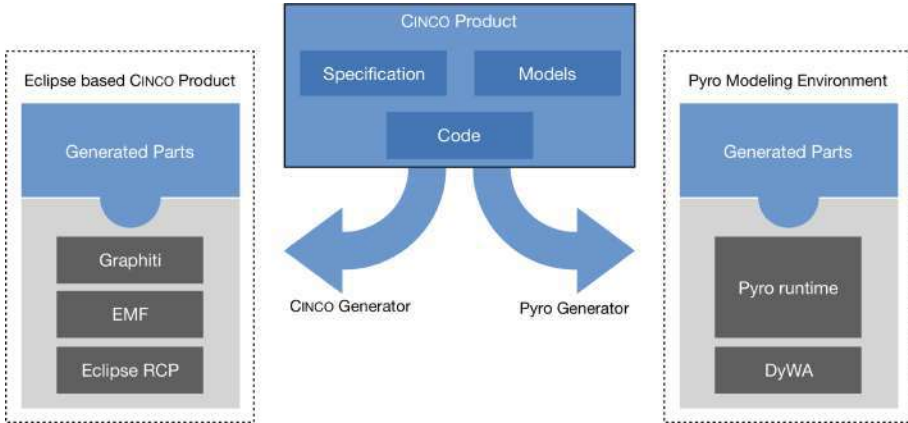 CINCO Product
Specification
Models
Code
Eclipse based CINCO Product
Generated Parts
Graphiti
EMF
Eclipse RCP
CINCO Generator
Pyro Generator
Pyro Modeling Environment
Generated Parts
Pyro runtime
DyWA